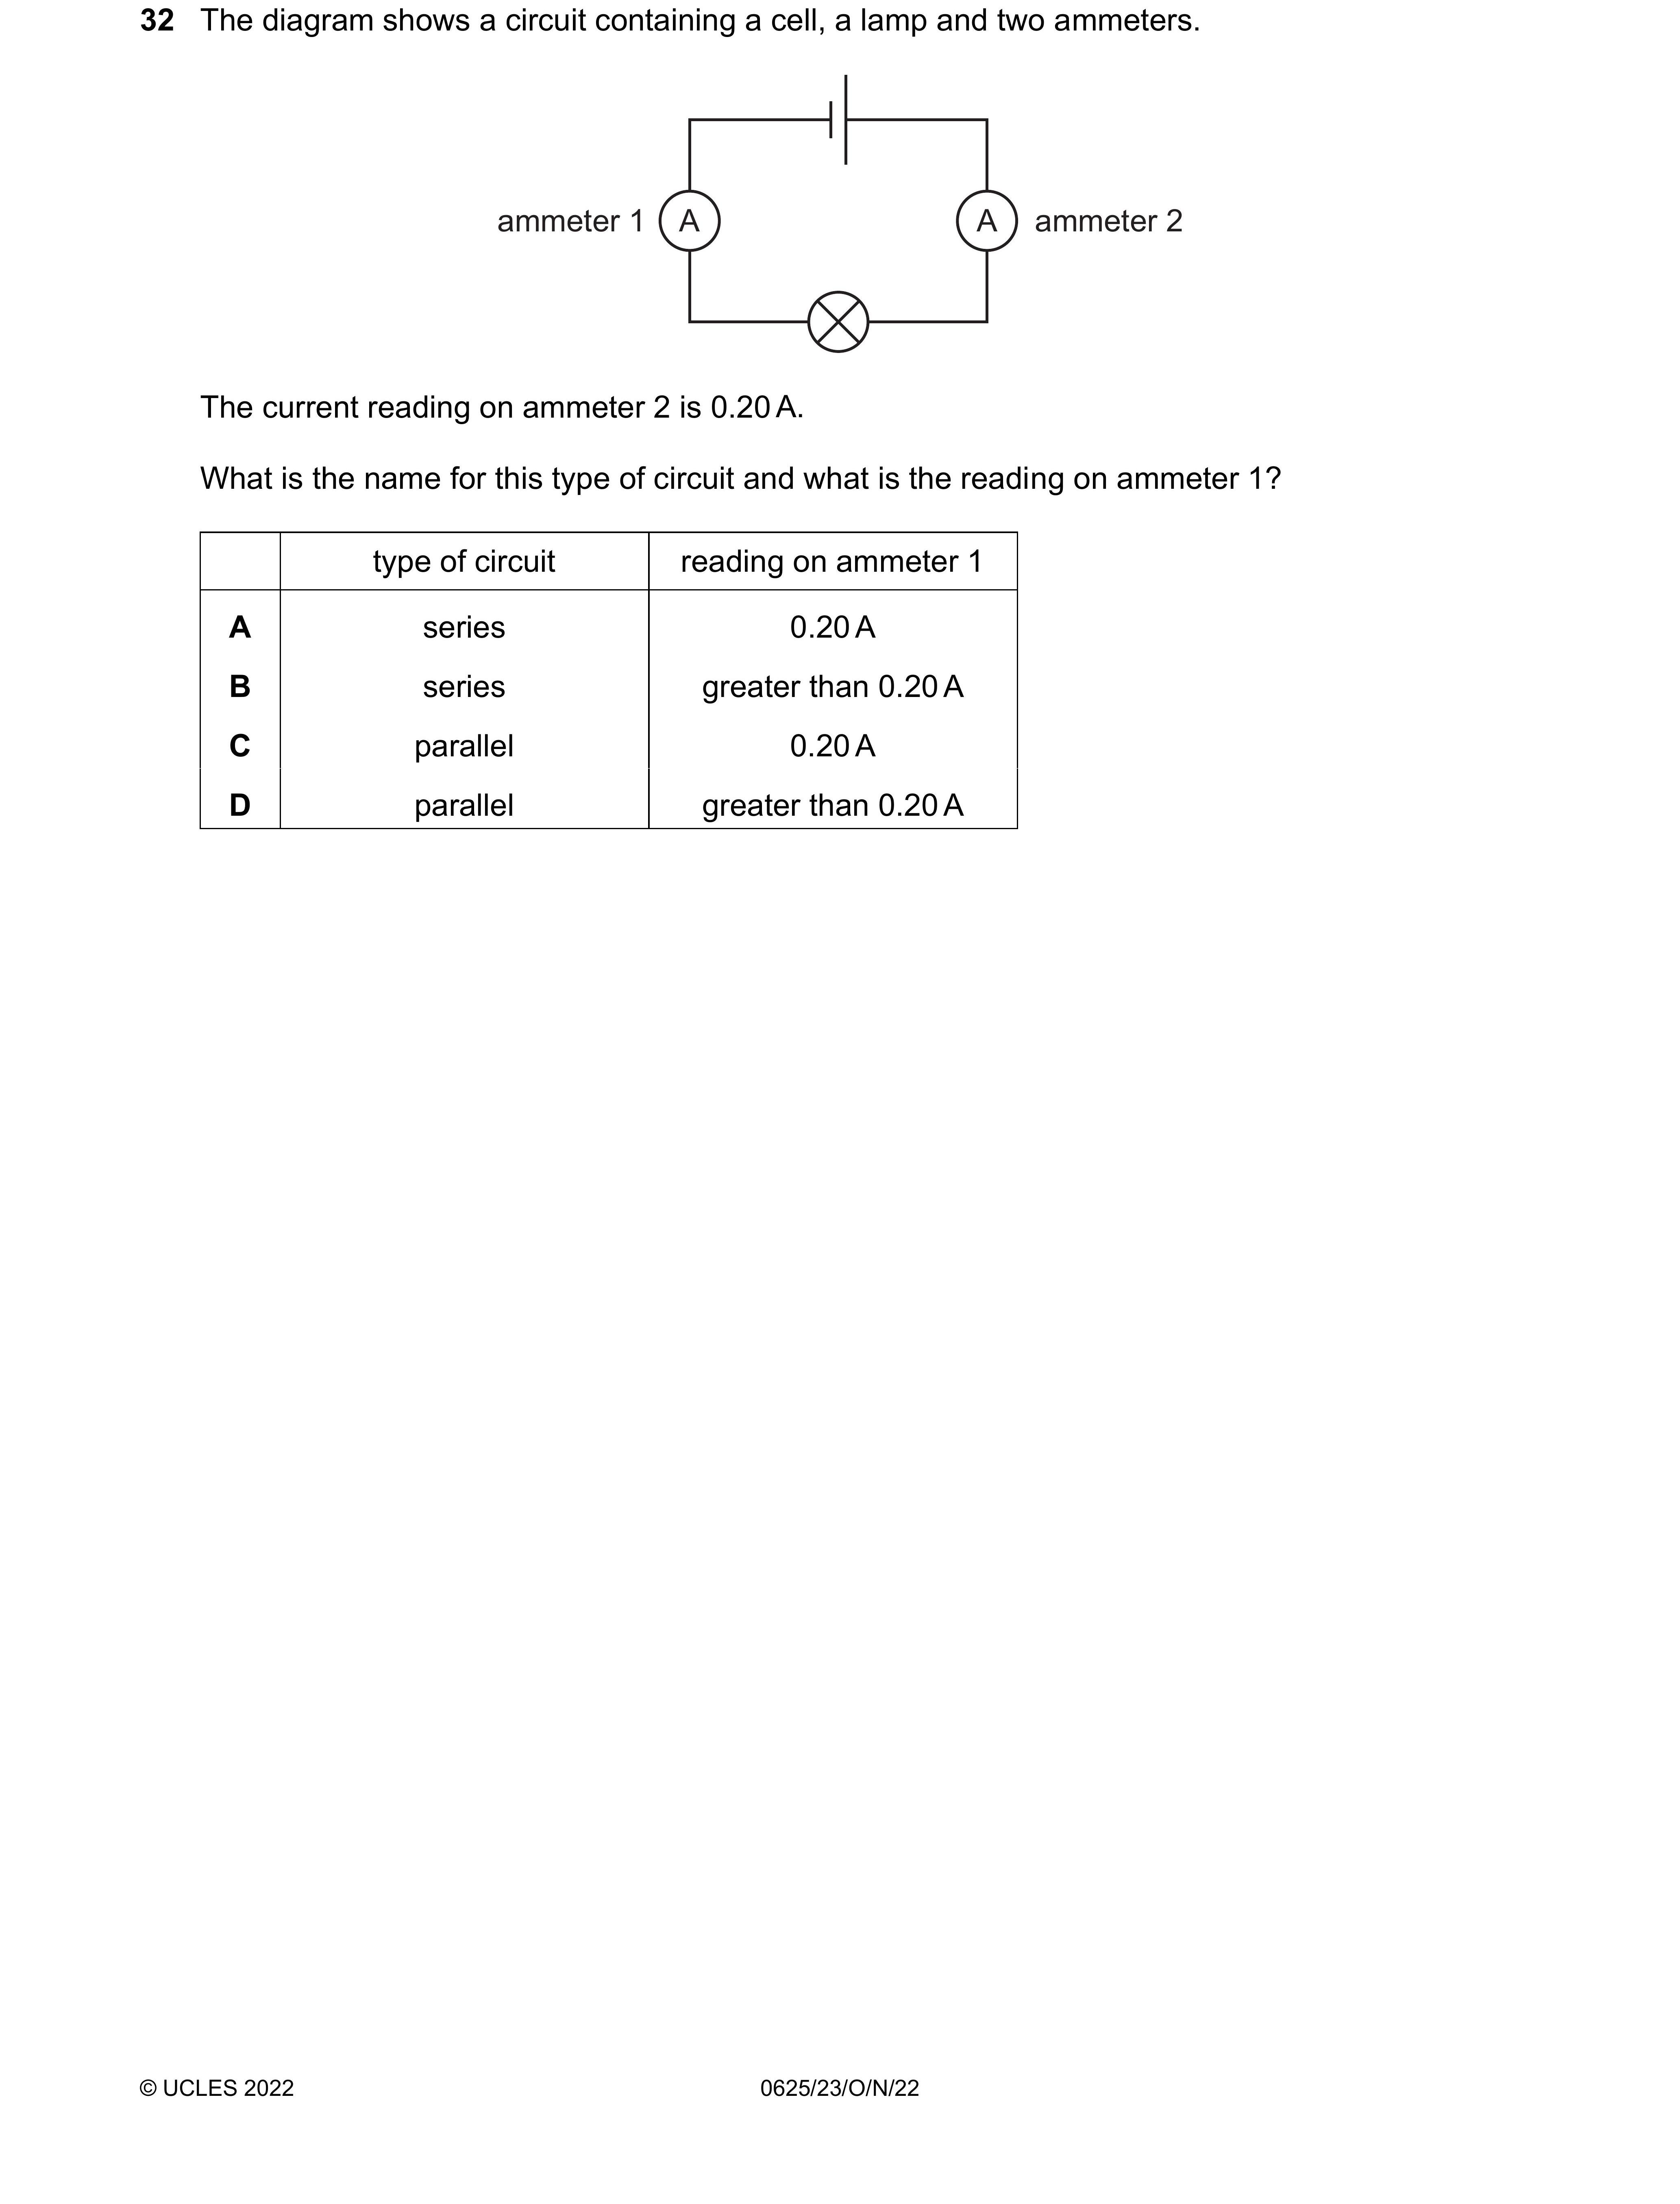 32 The diagram shows a circuit containing a cell, a lamp and two ammeters.
ammeter 1 A A ammeter 2
The current reading on ammeter 2 is 0.20 A.
What is the name for this type of circuit and what is the reading on ammeter 1?
type of circuit reading on ammeter 1
A series 0.20 A
B series greater than 0.20 A
C parallel 0.20 A
D parallel greater than 0.20 A
© UCLES 2022 0625/23/O/N/22